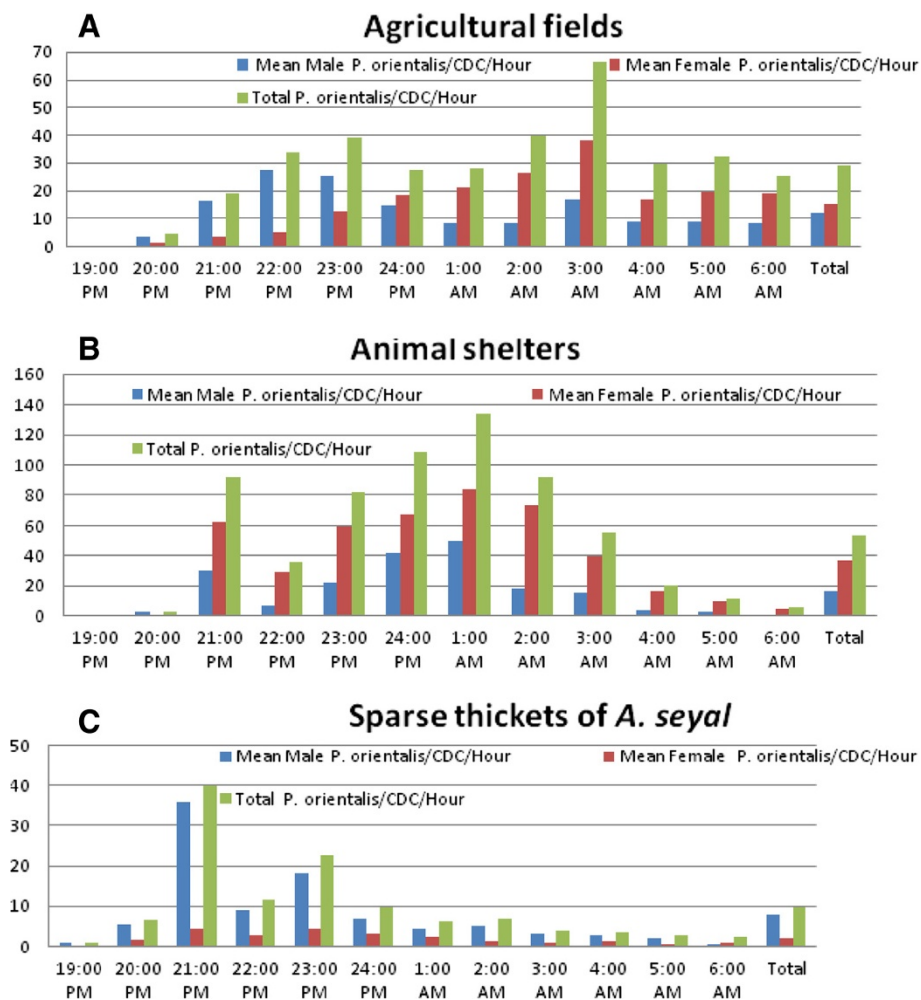 A Agricultural fields
70 Mean Male P. orientalis/CDC/Hour Mean Female P. orientalis/CDC/Hour
60
Total P. orientalis/CDC/Hour
50
40
30
20
10
0
19:00 20:00 21:00 22:00 23:00 24:00 1:00 2:00 3:00 4:00 5:00 6:00 Total
PM PM PM PM PM PM AM AM AM AM AM AM
B Animal shelters
160
Mean Male P. orientalis/CDC/Hour Mean Female P. orientalis/CDC/Hour
140
120
Total P. orientalis/CDC/Hour
100
80
60
40
20
0
19:00 20:00 21:00 22:00 23:00 24:00 1:00 2:00 3:00 4:00 5:00 6:00 Total
PM PM PM PM PM PM AM AM AM AM AM AM
C Sparse thickets of A. seyal
50
Mean Male P. orientalis/CDC/Hour Mean Female P. orientalis/CDC/Hour
40
Total P. orientalis/CDC/Hour
30
20
10
0
19:00 20:00 21:00 22:00 23:00 24:00 1:00 2:00 3:00 4:00 5:00 6:00 Total
PM PM PM PM PM PM AM AM AM AM AM AM